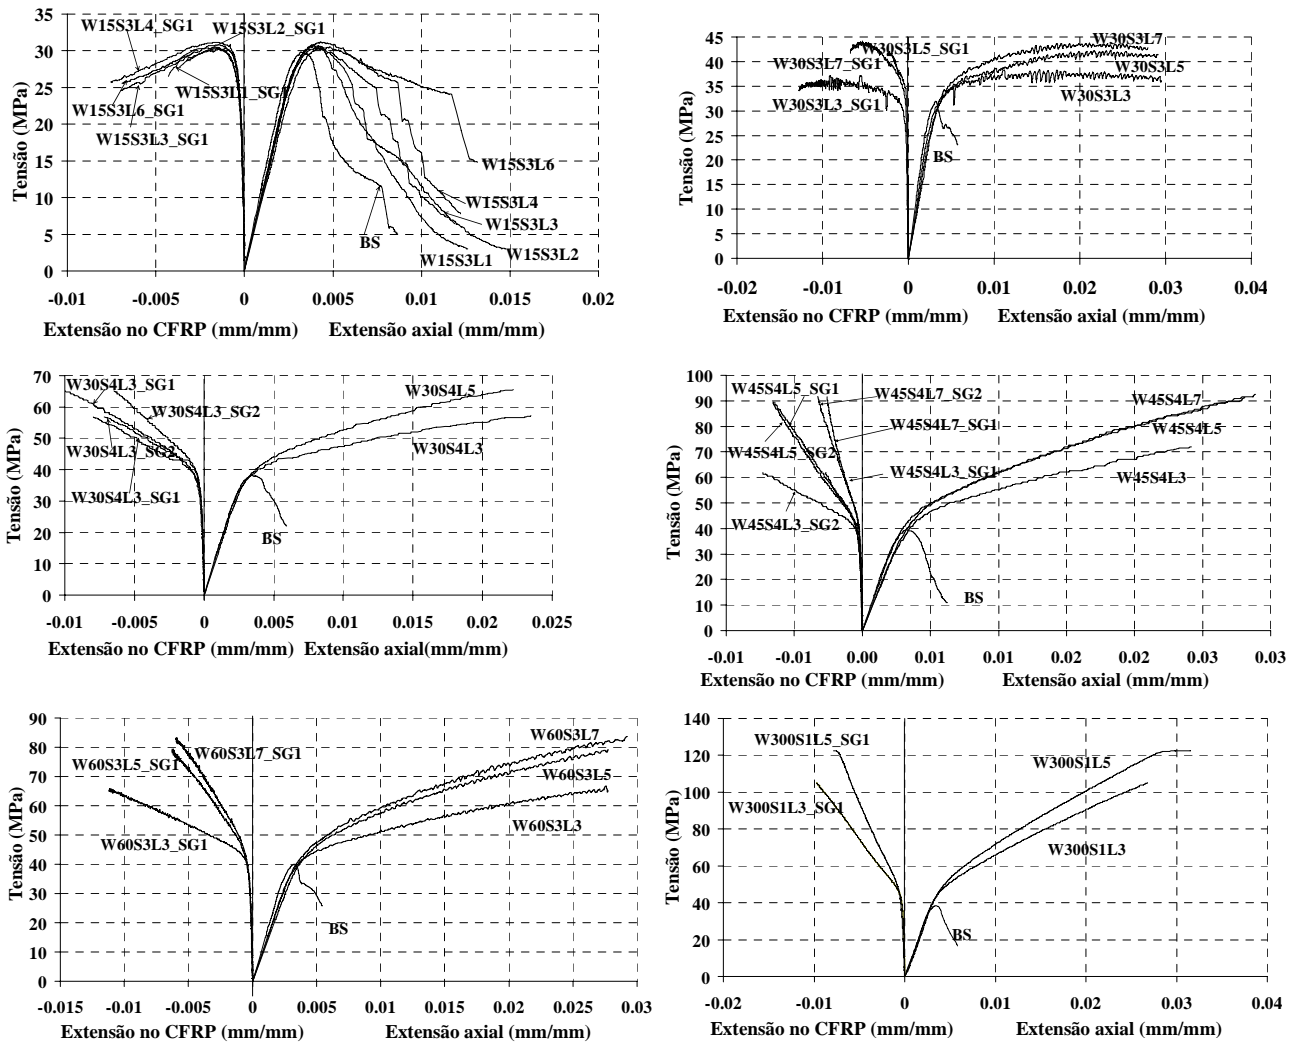 35
30
25
20
15
10
5
0
Tensão (MPa)
W15S3L4_SG1
W15S3L2_SG1
W15S3L1_SG1
W15S3L6_SG1
W15S3L3_SG1
W15S3L6
W15S3L4
W15S3L3
BS
W15S3L1
W15S3L2
-0.01 -0.005 0 0.005 0.01 0.015 0.02
Extensão no CFRP (mm/mm) Extensão axial (mm/mm)
45
40
35
30
25
20
15
10
5
0
Tensão (MPa)
W30S3L5_SG1
W30S3L7_SG1
W30S3L3_SG1
W30S3L7
W30S3L5
W30S3L3
BS
-0.02 -0.01 0 0.01 0.02 0.03 0.04
Extensão no CFRP (mm/mm) Extensão axial (mm/mm)
70
60
50
40
30
20
10
0
Tensão (MPa)
W30S4L3_SG1
W30S4L3_SG2
W30S4L3_SG2
W30S4L3_SG1
W30S4L5
W30S4L3
BS
-0.01 -0.005 0 0.005 0.01 0.015 0.02 0.025
Extensão no CFRP (mm/mm) Extensão axial(mm/mm)
100
90
80
70
60
50
40
30
20
10
0
Tensão (MPa)
W45S4L5_SG1
W45S4L7_SG2
W45S4L7_SG1
W45S4L5_SG2
W45S4L3_SG1
W45S4L3_SG2
W45S4L7
W45S4L5
W45S4L3
BS
-0.01 -0.01 0.00 0.01 0.01 0.02 0.02 0.03 0.03
Extensão no CFRP (mm/mm) Extensão axial (mm/mm)
90
80
70
60
50
40
30
20
10
0
Tensão (MPa)
W60S3L7_SG1
W60S3L5_SG1
W60S3L3_SG1
W60S3L7
W60S3L5
W60S3L3
BS
-0.015 -0.01 -0.005 0 0.005 0.01 0.015 0.02 0.025 0.03
Extensão no CFRP (mm/mm) Extensão axial (mm/mm)
140
120
100
80
60
40
20
0
Tensão (MPa)
W300S1L5_SG1
W300S1L3_SG1
W300S1L5
W300S1L3
BS
-0.02 -0.01 0 0.01 0.02 0.03 0.04
Extensão no CFRP (mm/mm) Extensão axial (mm/mm)